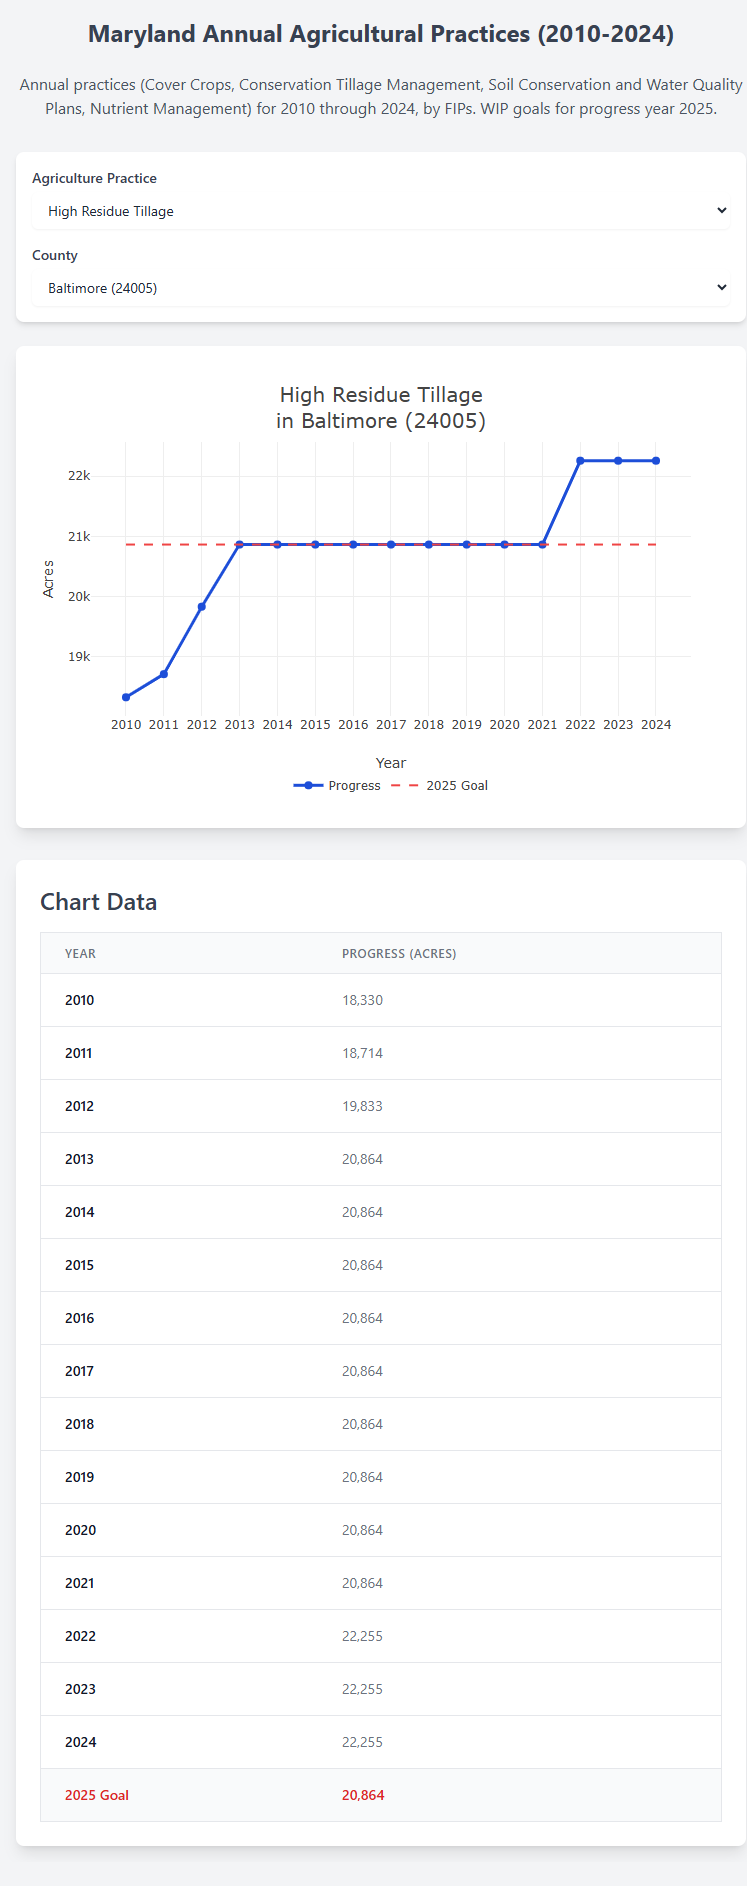 Maryland Annual Agricultural Practices (2010-2024)
Annual practices (Cover Crops, Conservation Tillage Management, Soil Conservation and Water Quality
Plans, Nutrient Management) for 2010 through 2024, by FIPs. WIP goals for progress year 2025.
Agriculture Practice
High Residue Tillage
County
Baltimore (24005)
High Residue Tillage
in Baltimore (24005)
22k
21k
20k
19k
Acres
2010 2011 2012 2013 2014 2015 2016 2017 2018 2019 2020 2021 2022 2023 2024
Year
Progress 2025 Goal
Chart Data
YEAR PROGRESS (ACRES)
2010 18,330
2011 18,714
2012 19,833
2013 20,864
2014 20,864
2015 20,864
2016 20,864
2017 20,864
2018 20,864
2019 20,864
2020 20,864
2021 20,864
2022 22,255
2023 22,255
2024 22,255
2025 Goal 20,864